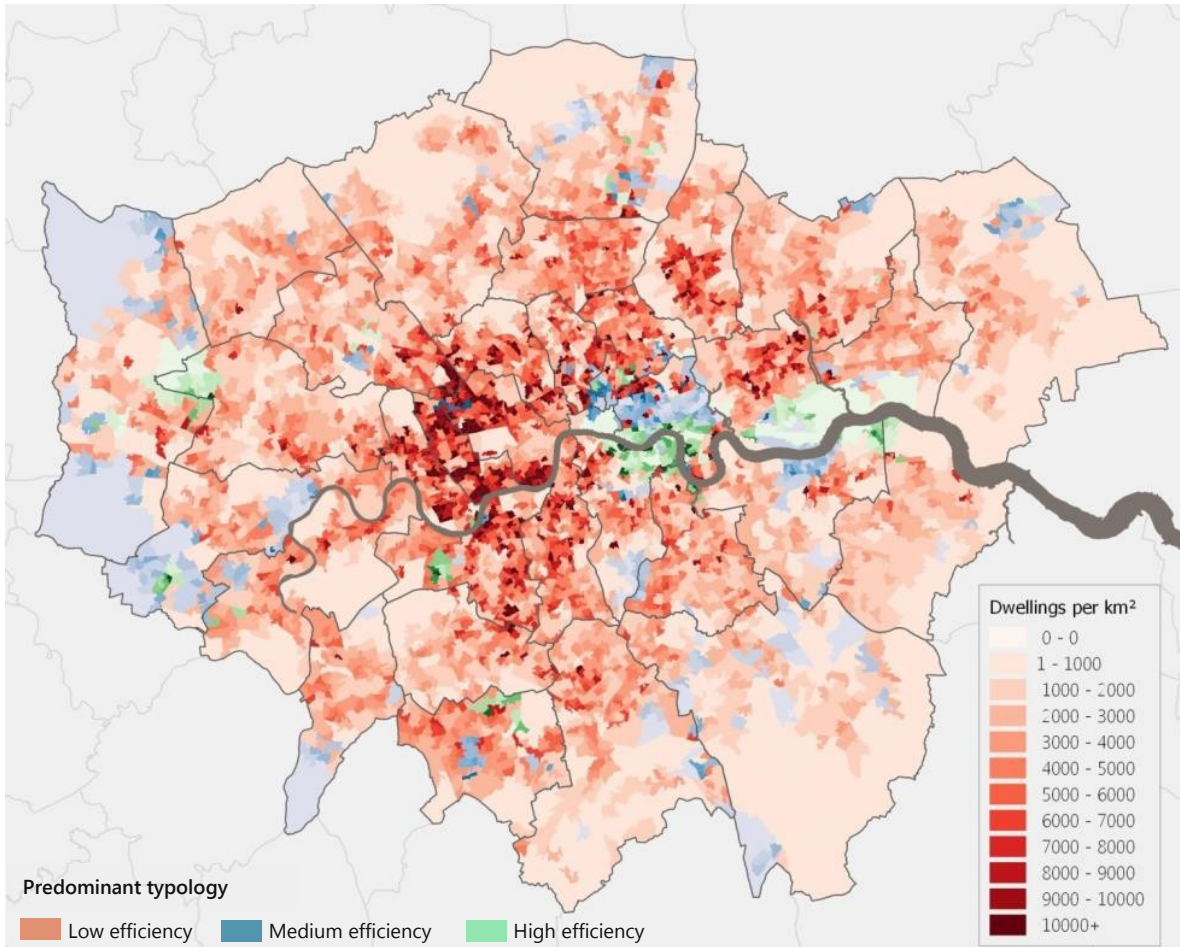 Dwellings per km²
0 - 0
1 - 1000
1000 - 2000
2000 - 3000
3000 - 4000
4000 - 5000
5000 - 6000
6000 - 7000
7000 - 8000
8000 - 9000
9000 - 10000
10000+
Predominant typology
Low efficiency
Medium efficiency
High efficiency